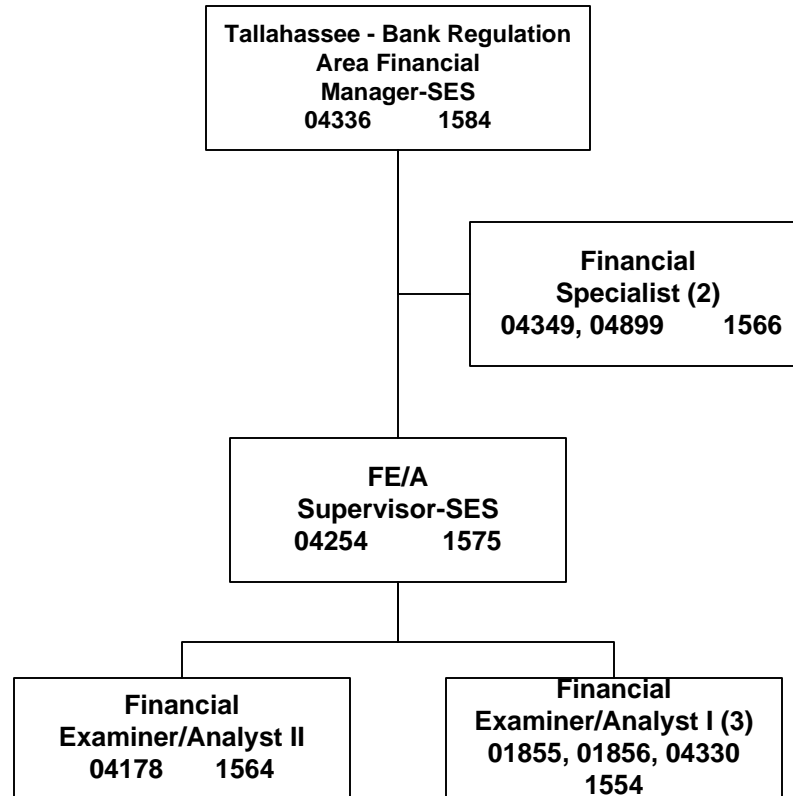 Tallahassee - Bank Regulation
Area Financial
Manager-SES
04336 1584
Financial
Specialist (2)
04349, 04899 1566
FE/A
Supervisor-SES
04254 1575
Financial
Examiner/Analyst II
04178 1564
Financial
Examiner/Analyst I (3)
01855, 01856, 04330
1554